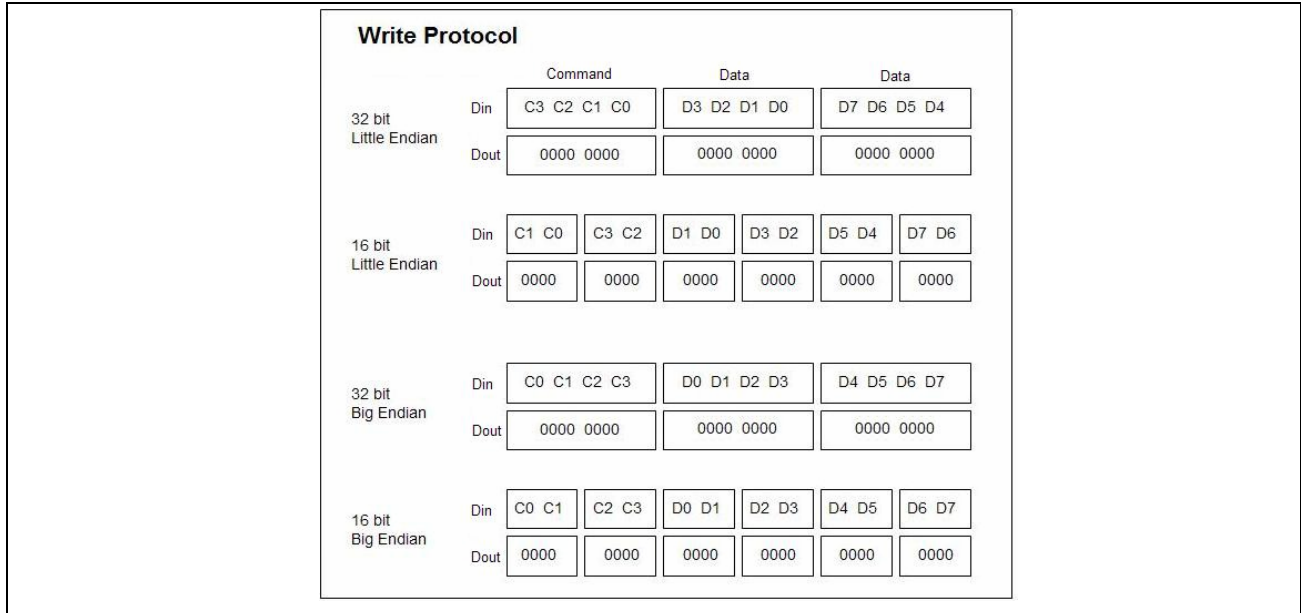 Write Protocol
Command Data Data
32 bit
Little Endian
Din C3 C2 C1 C0 D3 D2 D1 D0 D7 D6 D5 D4
Dout 0000 0000 0000 0000 0000 0000
16 bit
Little Endian
Din C1 C0 C3 C2 D1 D0 D3 D2 D5 D4 D7 D6
Dout 0000 0000 0000 0000 0000 0000
32 bit
Big Endian
Din C0 C1 C2 C3 D0 D1 D2 D3 D4 D5 D6 D7
Dout 0000 0000 0000 0000 0000 0000
16 bit
Big Endian
Din C0 C1 C2 C3 D0 D1 D2 D3 D4 D5 D6 D7
Dout 0000 0000 0000 0000 0000 0000